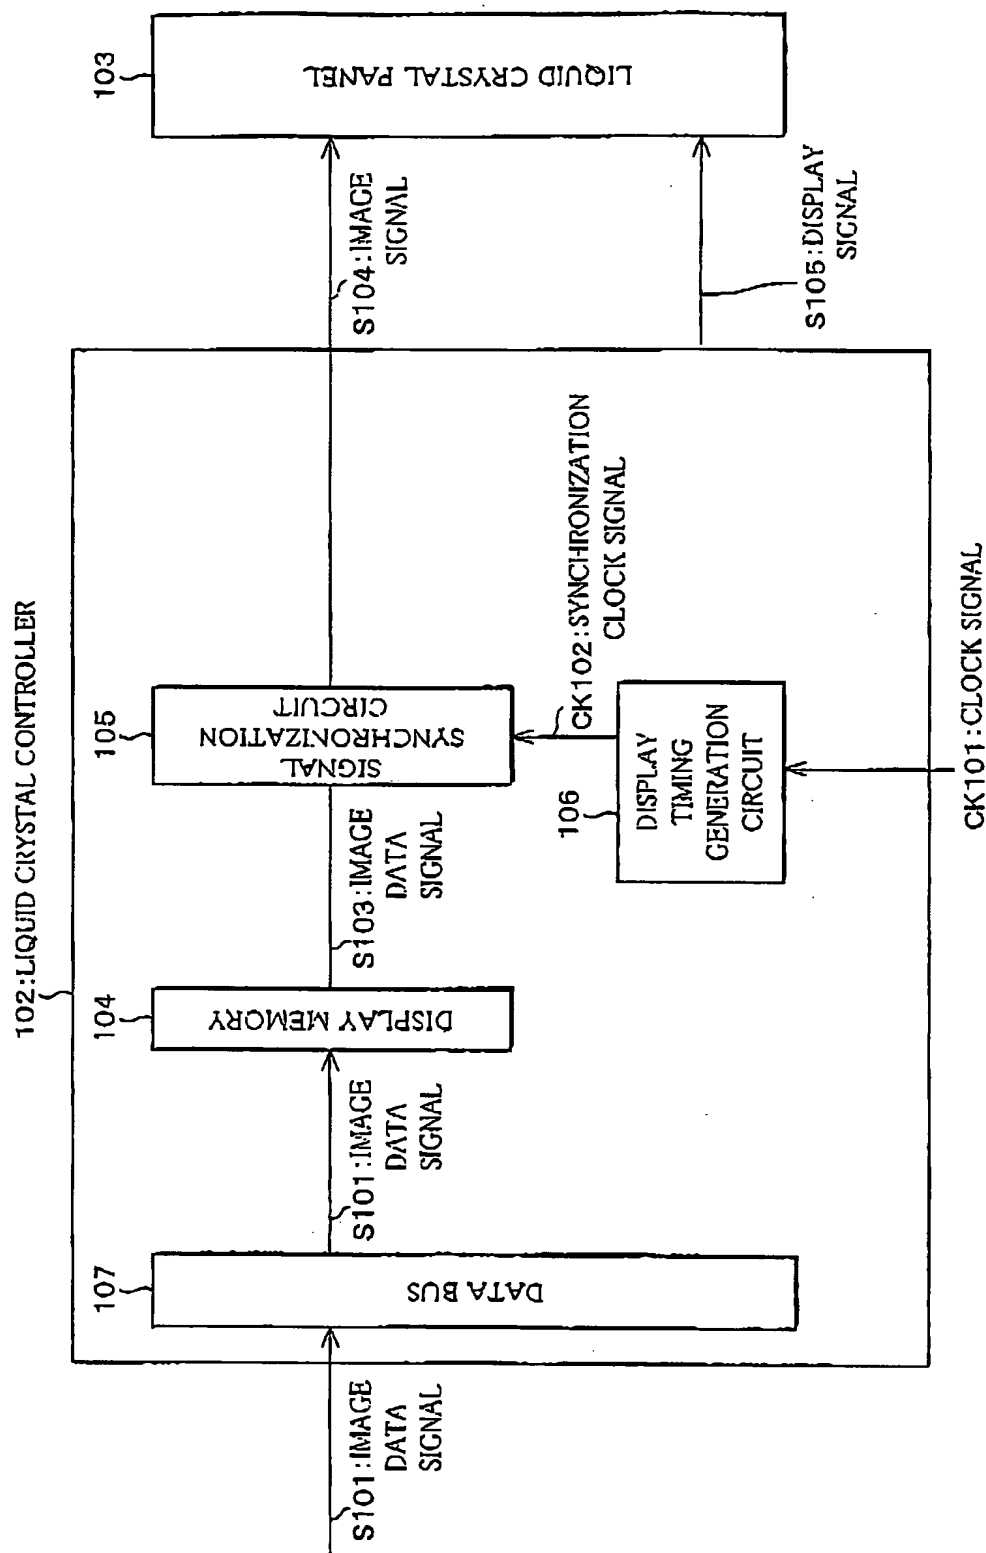 102:LIQUID CRYSTAL CONTROLLER
S101:IMAGE
DATA
SIGNAL
107
DATA BUS
S101:IMAGE
DATA
SIGNAL
104
DISPLAY MEMORY
S103:IMAGE
DATA
SIGNAL
105
SIGNAL
SYNCHRONIZATION
CIRCUIT
S104:IMAGE
SIGNAL
103
LIQUID CRYSTAL PANEL
106
DISPLAY
TIMING
GENERATION
CIRCUIT
CK102:SYNCHRONIZATION
CLOCK SIGNAL
S105:DISPLAY
SIGNAL
CK101:CLOCK SIGNAL